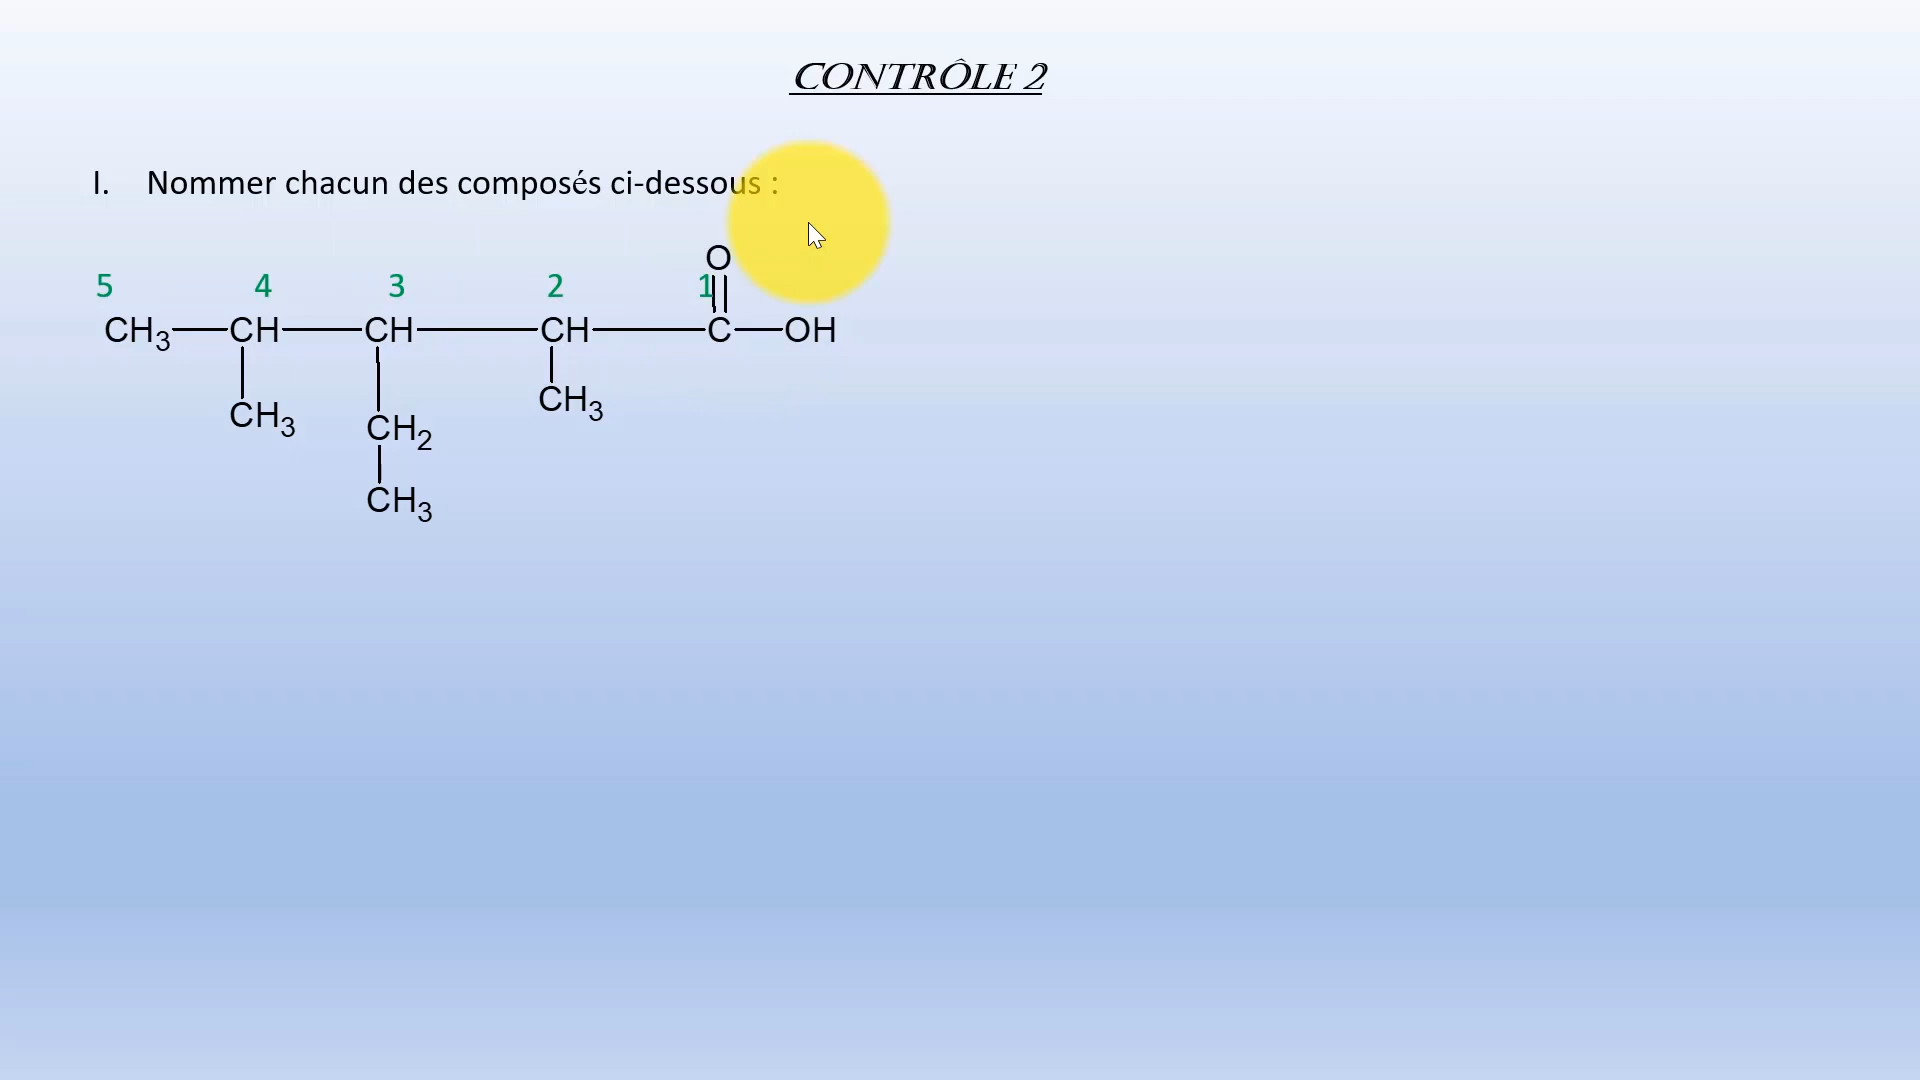 CONTRÔLE 2
I. Nommer chacun des composés ci-dessous :
O
5 4 3 2 1
CH3 CH CH CH C OH
CH3 CH2 CH3
CH3